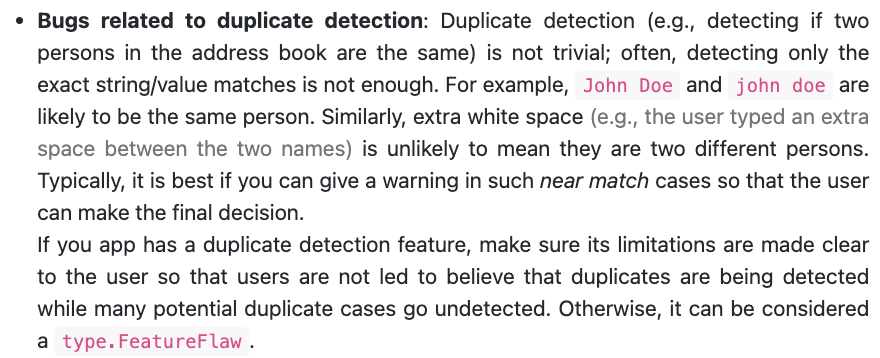 • Bugs related to duplicate detection: Duplicate detection (e.g., detecting if two
persons in the address book are the same) is not trivial; often, detecting only the
exact string/value matches is not enough. For example, John Doe and john doe are
likely to be the same person. Similarly, extra white space (e.g., the user typed an extra
space between the two names) is unlikely to mean they are two different persons.
Typically, it is best if you can give a warning in such near match cases so that the user
can make the final decision.
If you app has a duplicate detection feature, make sure its limitations are made clear
to the user so that users are not led to believe that duplicates are being detected
while many potential duplicate cases go undetected. Otherwise, it can be considered
a type.FeatureFlaw.